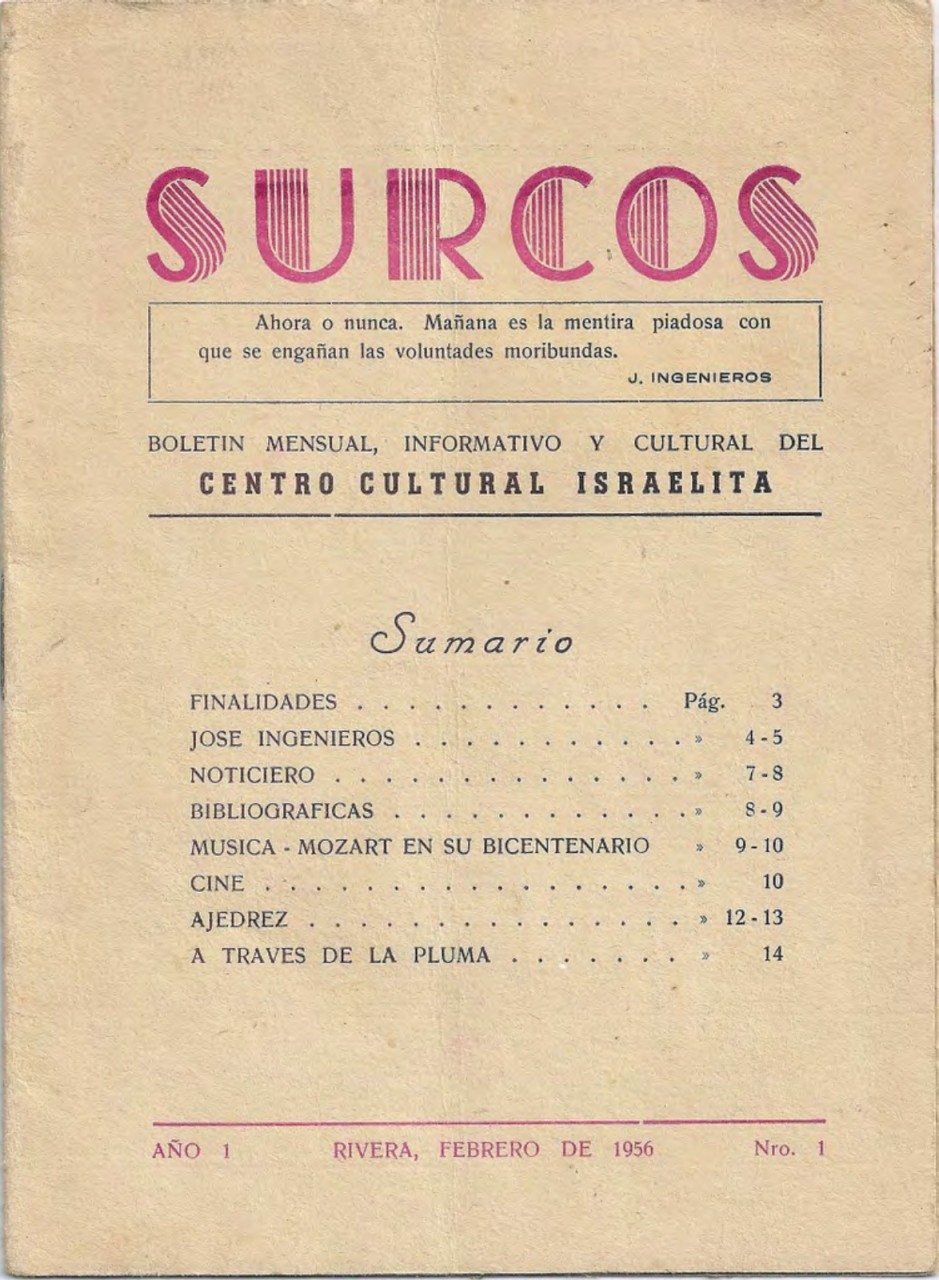 SURCOS
Ahora o nunca. Mañana es la mentira piadosa con
que se engañan las voluntades moribundas.
J. INGENIEROS
BOLETIN MENSUAL, INFORMATIVO Y CULTURAL DEL
CENTRO CULTURAL ISRAELITA
Sumario
FINALIDADES . . . . . . . . . . . . Pág. 3
JOSE INGENIEROS . . . . . . . . . . . » 4-5
NOTICIERO . . . . . . . . . . . . . . » 7-8
BIBLIOGRAFICAS . . . . . . . . . . . . » 8-9
MUSICA - MOZART EN SU BICENTENARIO » 9-10
CINE . . . . . . . . . . . . . . . . . » 10
AJEDREZ . . . . . . . . . . . . . . . » 12-13
A TRAVES DE LA PLUMA . . . . . . . » 14
AÑO 1 RIVERA, FEBRERO DE 1956 Nro. 1